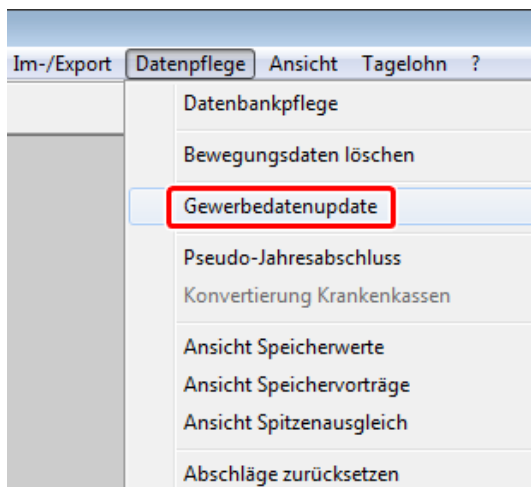 Im-/Export Datenpflege Ansicht Tagelohn ?
Datenbankpflege
Bewegungsdaten löschen
Gewerbedatenupdate
Pseudo-Jahresabschluss
Konvertierung Krankenkassen
Ansicht Speicherwerte
Ansicht Speichervorträge
Ansicht Spitzenausgleich
Abschläge zurücksetzen